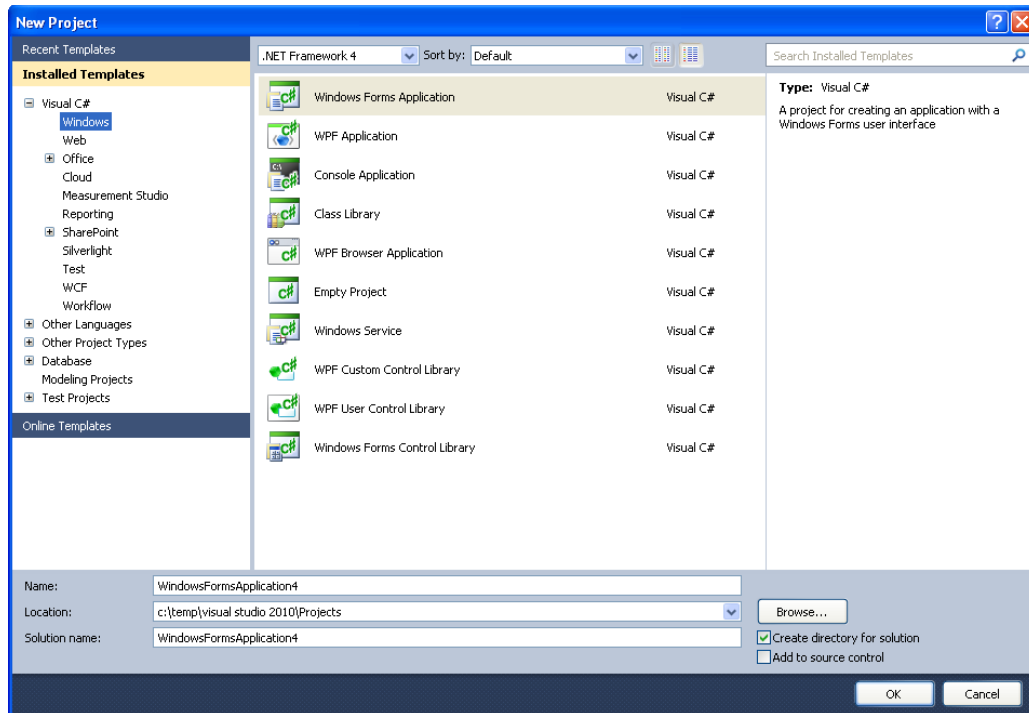 New Project
Recent Templates
Installed Templates
Visual C#
Windows
Web
Office
Cloud
Measurement Studio
Reporting
SharePoint
Silverlight
Test
WCF
Workflow
Other Languages
Other Project Types
Database
Modeling Projects
Test Projects
Online Templates
.NET Framework 4 Sort by: Default
Windows Forms Application Visual C#
WPF Application Visual C#
Console Application Visual C#
Class Library Visual C#
WPF Browser Application Visual C#
Empty Project Visual C#
Windows Service Visual C#
WPF Custom Control Library Visual C#
WPF User Control Library Visual C#
Windows Forms Control Library Visual C#
Search Installed Templates
Type: Visual C#
A project for creating an application with a
Windows Forms user interface
Name: WindowsFormsApplication4
Location: c:\temp\visual studio 2010\Projects Browse...
Solution name: WindowsFormsApplication4
Create directory for solution
Add to source control
OK Cancel